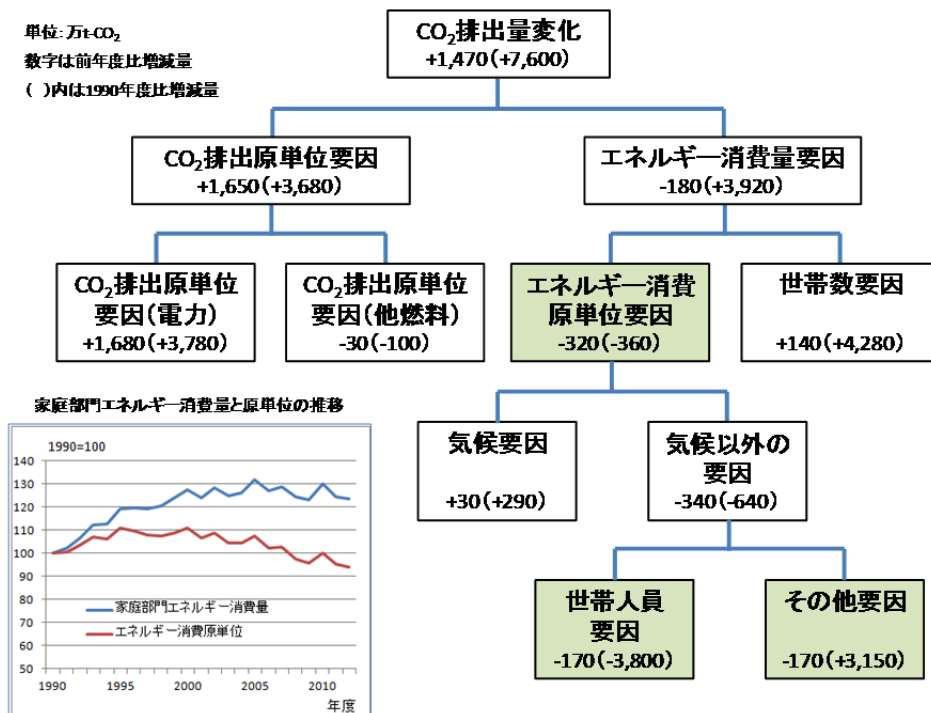 単位: 万t-CO₂
数字は前年度比増減量
(  )内は1990年度比増減量
CO₂排出量変化
+1,470(+7,600)
CO₂排出原単位要因
+1,650(+3,680)
エネルギー消費量要因
-180(+3,920)
CO₂排出原単位
要因(電力)
+1,680(+3,780)
CO₂排出原単位
要因(他燃料)
-30(-100)
エネルギー消費
原単位要因
-320(-360)
世帯数要因
+140(+4,280)
気候要因
+30(+290)
気候以外の
要因
-340(-640)
世帯人員
要因
-170(-3,800)
その他要因
-170(+3,150)
家庭部門エネルギー消費量と原単位の推移
1990=100
140
130
120
110
100
90
80
70
60
50
家庭部門エネルギー消費量
エネルギー消費原単位
1990
1995
2000
2005
2010
年度